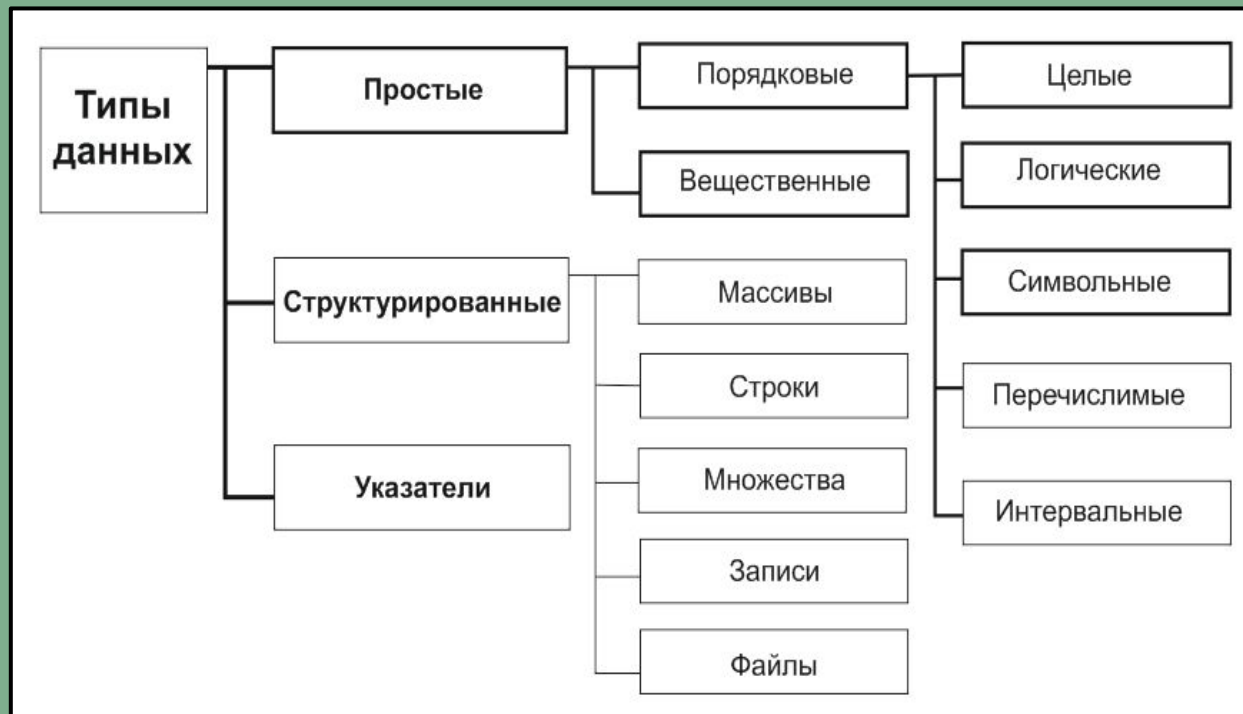 Типы
данных
Простые
Порядковые
Целые
Вещественные
Логические
Структурированные
Массивы
Символьные
Строки
Перечислимые
Указатели
Множества
Интервальные
Записи
Файлы